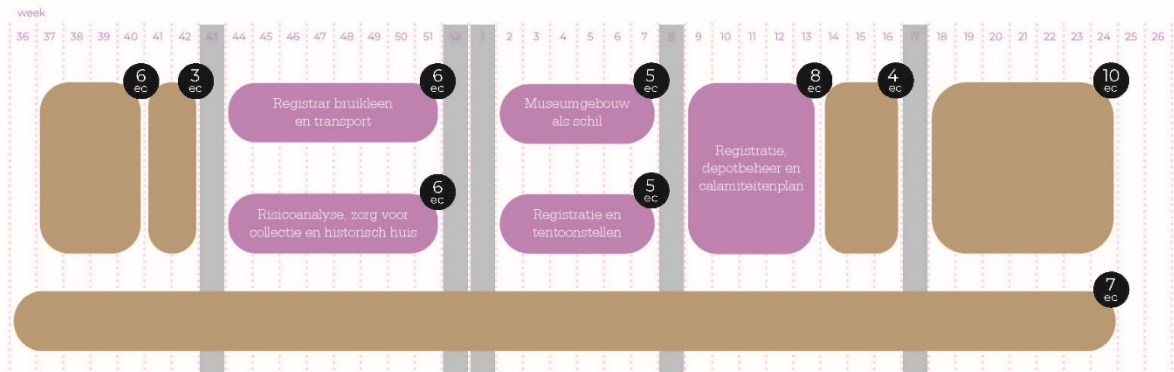 week
36 37 38 39 40 41 42 43 44 45 46 47 48 49 50 51 52 1 2 3 4 5 6 7 8 9 10 11 12 13 14 15 16 17 18 19 20 21 22 23 24 25 26
6
ec
3
ec
Registrar bruikleen
en transport
6
ec
Museumgebouw
als schil
5
ec
Registratie,
depotbeheer en
calamiteitenplan
8
ec
4
ec
10
ec
Risicoanalyse, zorg voor
collectie en historisch huis
6
ec
Registratie en
tentoonstellen
5
ec
7
ec